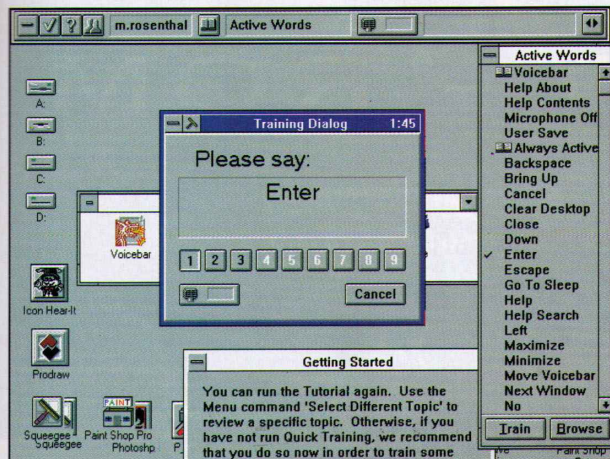 m.rosenthal
Active Words
Active Words
Voicebar
Help About
Help Contents
Microphone Off
User Save
Always Active
Backspace
Bring Up
Cancel
Clear Desktop
Close
Down
Enter
Escape
Go To Sleep
Help
Help Search
Left
Maximize
Minimize
Move Voicebar
Next Window
No
Train Browse
A:
B:
C:
D:
Training Dialog 1:45
Please say:
Enter
1 2 3 4 5 6 7 8 9
Cancel
Voicebar
Icon Hear-It
Prodraw
PAINT
Squeegee
Squeegee
Paint Shop Pro
Photoshp
Getting Started
You can run the Tutorial again. Use the
Menu command 'Select Different Topic' to
review a specific topic. Otherwise, if you
have not run Quick Training, we recommend
that you do so now in order to train some
Paint Shop